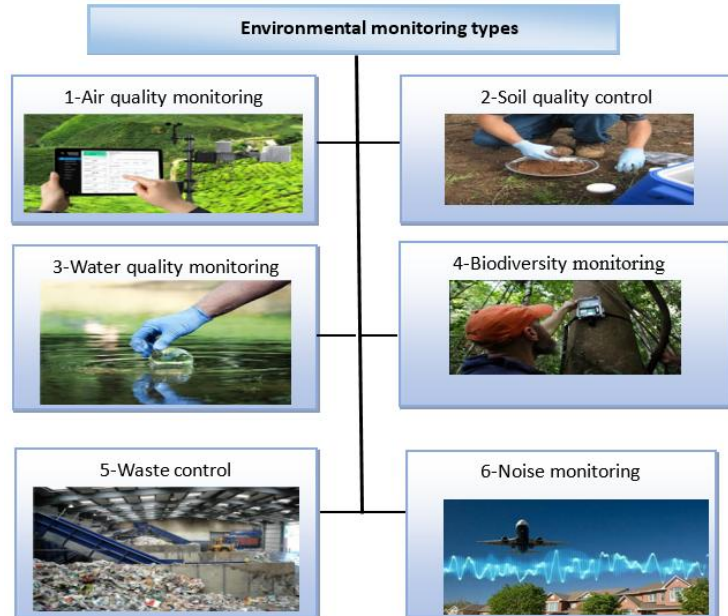 Environmental monitoring types
1-Air quality monitoring
2-Soil quality control
3-Water quality monitoring
4-Biodiversity monitoring
5-Waste control
6-Noise monitoring